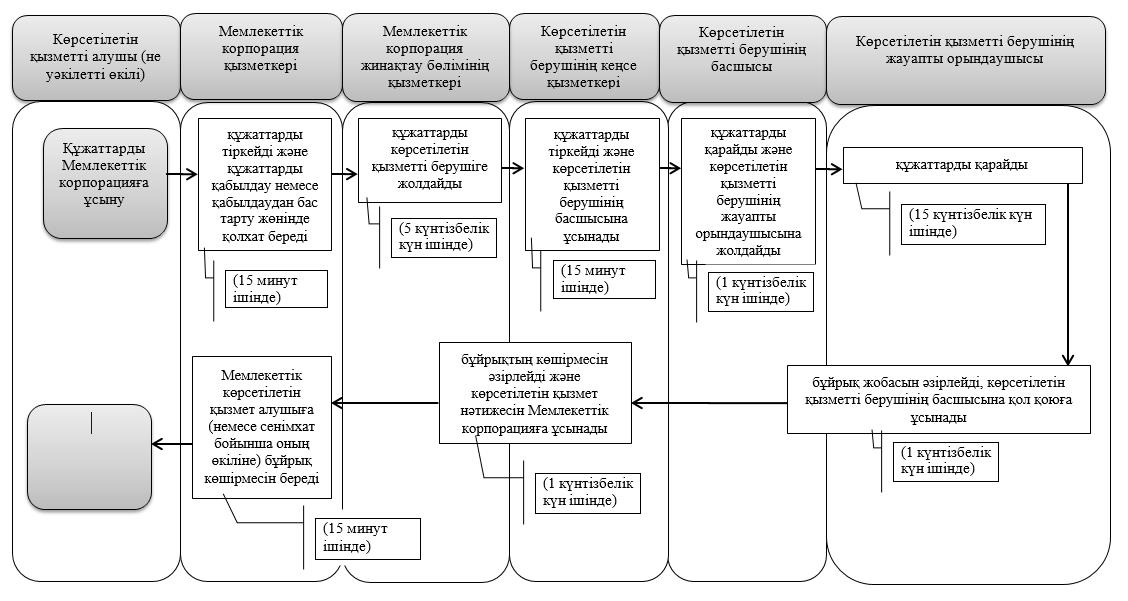 Көрсетілетін
қызметті алушы (не
уәкілетті өкілі)
Мемлекеттік
корпорация
қызметкері
Мемлекеттік
корпорация
жинақтау бөлімінің
қызметкері
Көрсетілетін
қызметті
берушінің кеңсе
қызметкері
Көрсетілетін
қызметті берушінің
басшысы
Көрсетілетін қызметті берушінің
жауапты орындаушысы
Құжаттарды
Мемлекеттік
корпорацияға
ұсыну
құжаттарды
тіркейді және
құжаттарды
қабылдау немесе
қабылдаудан бас
тарту жөнінде
қолхат береді
(15 минут
ішінде)
құжаттарды
көрсетілетін
қызметті берушіге
жолдайды
(5 күнтізбелік
күн ішінде)
құжаттарды
тіркейді және
көрсетілетін
қызметті
берушінің
басшысына
ұсынады
(15 минут
ішінде)
құжаттарды
қарайды және
көрсетілетін
қызметті
берушінің
жауапты
орындаушысына
жолдайды
(1 күнтізбелік
күн ішінде)
құжаттарды қарайды
(15 күнтізбелік күн
ішінде)
бұйрық жобасын әзірлейді, көрсетілетін
қызметті берушінің басшысына қол қоюға
ұсынады
(1 күнтізбелік
күн ішінде)
бұйрықтың көшірмесін
әзірлейді және
көрсетілетін қызмет
нәтижесін Мемлекеттік
корпорацияға ұсынады
(1 күнтізбелік
күн ішінде)
Мемлекеттік
көрсетілетін
қызмет алушыға
(немесе сенімхат
бойынша оның
өкіліне) бұйрық
көшірмесін береді
(15 минут
ішінде)